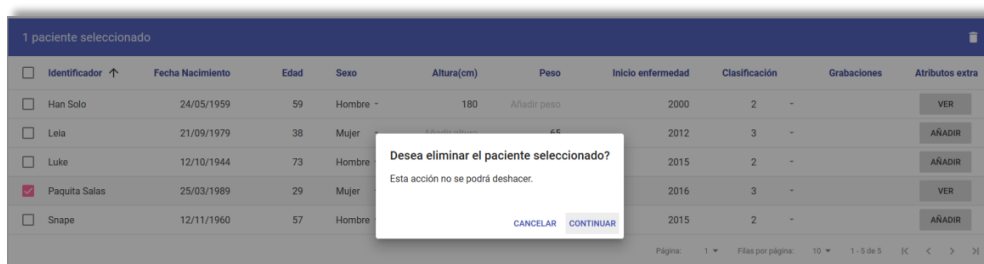 1 paciente seleccionado
Identificador Fecha Nacimiento Edad Sexo Altura(cm) Peso Inicio enfermedad Clasificación Grabaciones Atributos extra
Han Solo 24/05/1959 59 Hombre 180 Añadir peso 2000 2 - VER
Leia 21/09/1979 38 Mujer Añadir altura 65 2012 3 - AÑADIR
Luke 12/10/1944 73 Hombre 2015 2 - AÑADIR
Paquita Salas 25/03/1989 29 Mujer 2016 3 - VER
Snape 12/11/1960 57 Hombre 2015 2 - AÑADIR
Desea eliminar el paciente seleccionado?
Esta acción no se podrá deshacer.
CANCELAR CONTINUAR
Página: 1 Filas por página: 10 1 - 5 de 5